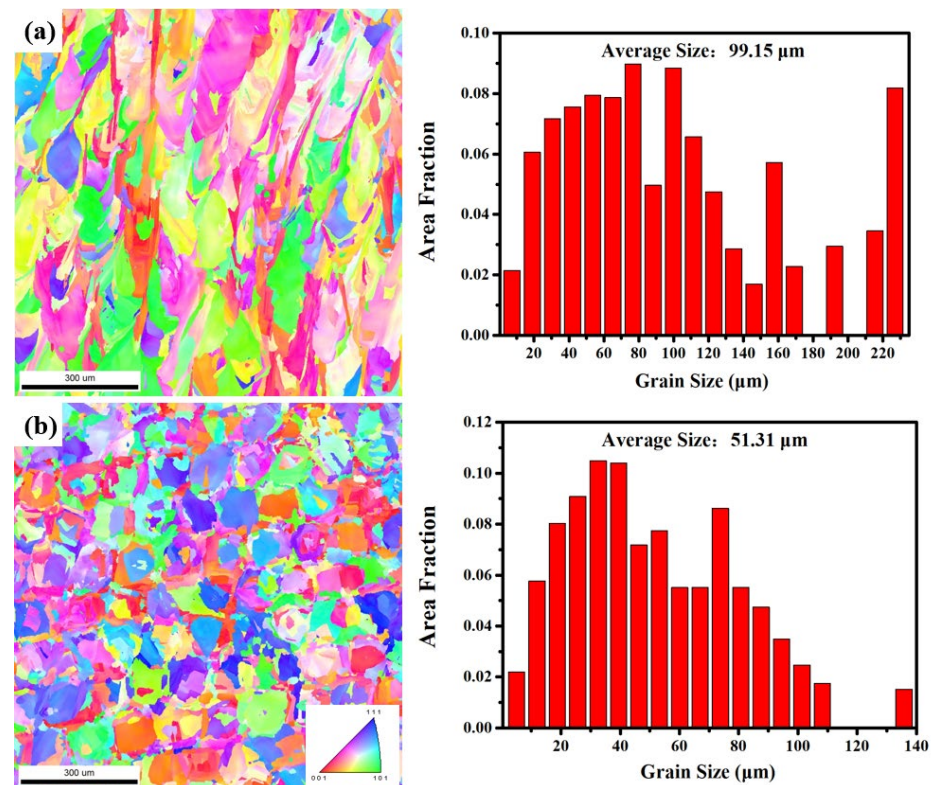 (a)
300 um
Average Size: 99.15 μm
Area Fraction
0.10
0.08
0.06
0.04
0.02
0.00
20 40 60 80 100 120 140 160 180 200 220
Grain Size (μm)
(b)
300 um
111
001 101
Average Size: 51.31 μm
Area Fraction
0.12
0.10
0.08
0.06
0.04
0.02
0.00
20 40 60 80 100 120 140
Grain Size (μm)